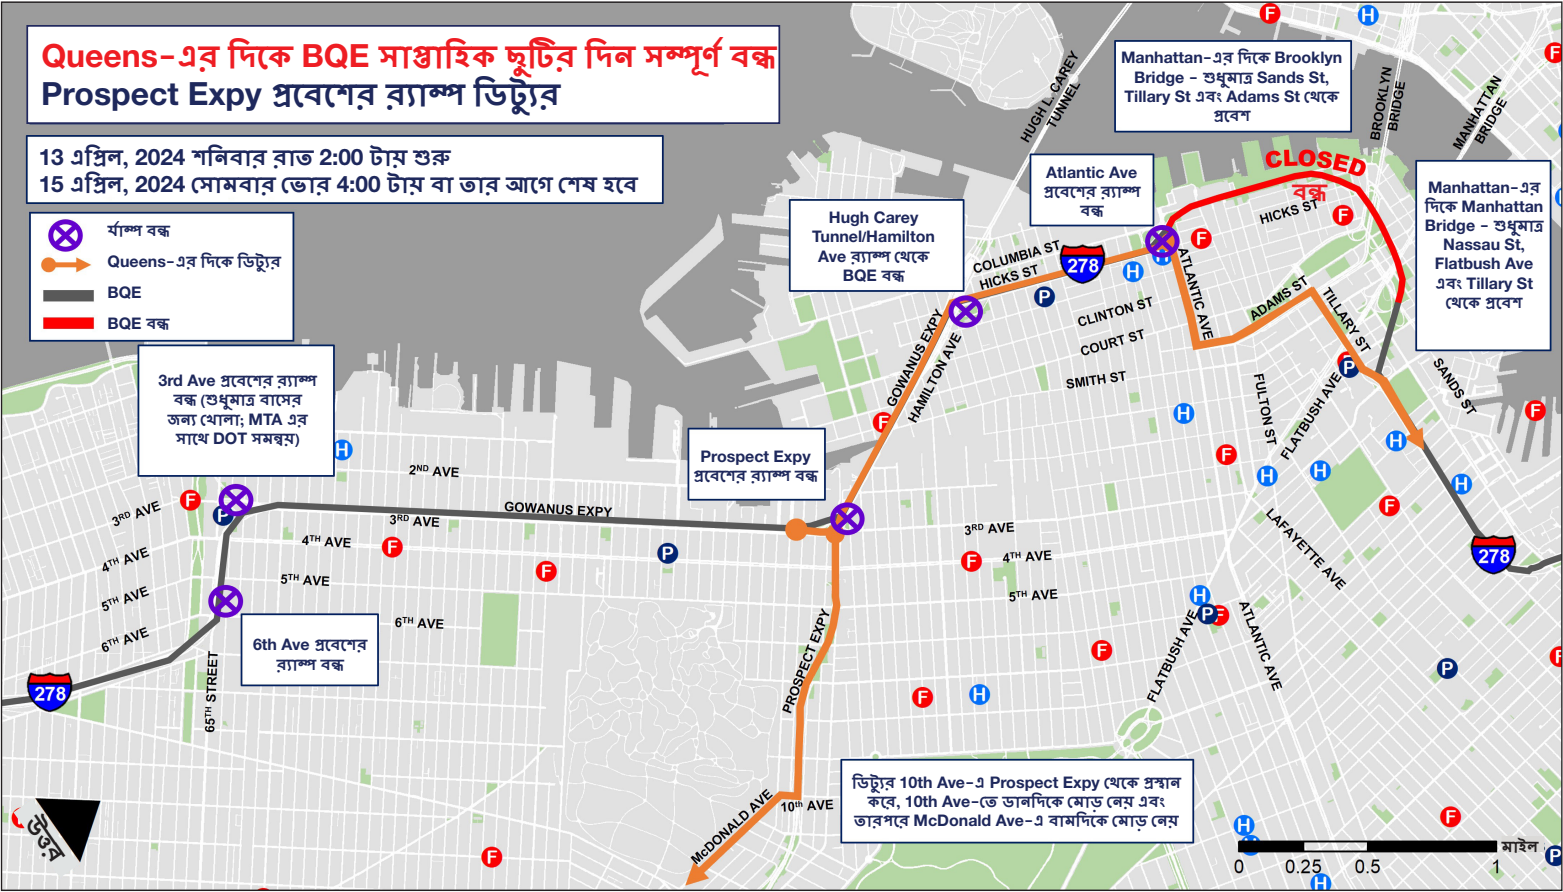 Queens-এর দিকে BQE সাপ্তাহিক ছুটির দিন সম্পূর্ণ বন্ধ
Prospect Expy প্রবেশের র‍্যাম্প ডিট্যুর
13 এপ্রিল, 2024 শনিবার রাত 2:00 টায় শুরু
15 এপ্রিল, 2024 সোমবার ভোর 4:00 টায় বা তার আগে শেষ হবে
র্যাম্প বন্ধ
Queens-এর দিকে ডিট্যুর
BQE
BQE বন্ধ
HUGH L. CAREY
TUNNEL
Manhattan-এর দিকে Brooklyn
Bridge - শুধুমাত্র Sands St,
Tillary St এবং Adams St থেকে
প্রবেশ
BROOKLYN
BRIDGE
MANHATTAN
BRIDGE
Atlantic Ave
প্রবেশের র‍্যাম্প
বন্ধ
CLOSED
বন্ধ
HICKS ST
Manhattan-এর
দিকে Manhattan
Bridge - শুধুমাত্র
Nassau St,
Flatbush Ave
এবং Tillary St
থেকে প্রবেশ
Hugh Carey
Tunnel/Hamilton
Ave র‍্যাম্প থেকে
BQE বন্ধ
COLUMBIA ST
HICKS ST
278
CLINTON ST
COURT ST
SMITH ST
ATLANTIC AVE
ADAMS ST
TILLARY ST
SANDS ST
FULTON ST
FLATBUSH AVE
GOWANUS EXPY
HAMILTON AVE
3rd Ave প্রবেশের র‍্যাম্প
বন্ধ (শুধুমাত্র বাসের
জন্য খোলা; MTA এর
সাথে DOT সমন্বয়)
Prospect Expy
প্রবেশের র‍্যাম্প বন্ধ
2ND AVE
GOWANUS EXPY
3RD AVE
3RD AVE
4TH AVE
5TH AVE
6TH AVE
4TH AVE
5TH AVE
6TH AVE
3RD AVE
4TH AVE
5TH AVE
LAFAYETTE AVE
278
FLATBUSH AVE
ATLANTIC AVE
6th Ave প্রবেশের
র‍্যাম্প বন্ধ
278
65TH STREET
PROSPECT EXPY
10th AVE
McDONALD AVE
ডিট্যুর 10th Ave-এ Prospect Expy থেকে প্রস্থান
করে, 10th Ave-তে ডানদিকে মোড় নেয় এবং
তারপরে McDonald Ave-এ বামদিকে মোড় নেয়
উত্তর
মাইল
0 0.25 0.5 1